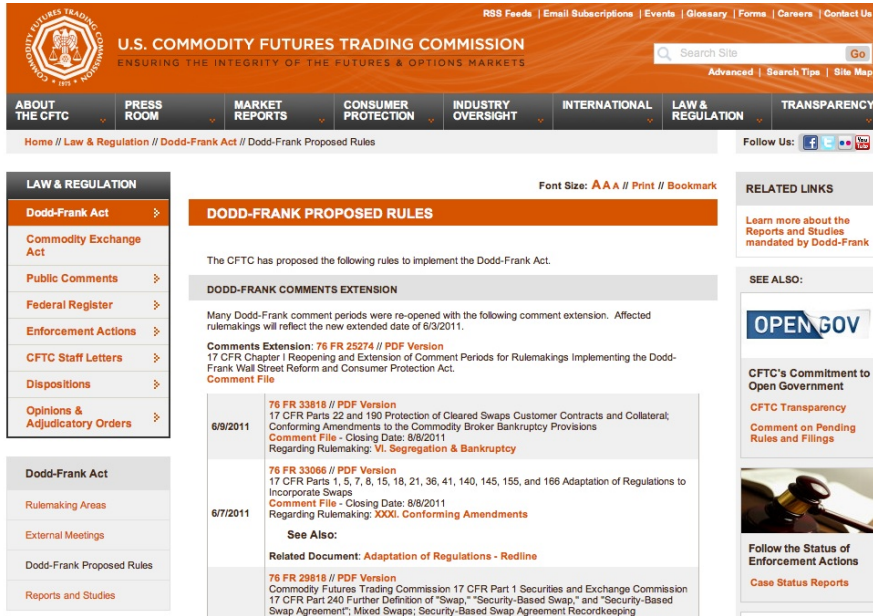 RSS Feeds | Email Subscriptions | Events | Glossary | Forms | Careers | Contact Us
U.S. COMMODITY FUTURES TRADING COMMISSION
ENSURING THE INTEGRITY OF THE FUTURES & OPTIONS MARKETS
Search Site
Go
Advanced | Search Tips | Site Map
ABOUT THE CFTC
PRESS ROOM
MARKET REPORTS
CONSUMER PROTECTION
INDUSTRY OVERSIGHT
INTERNATIONAL
LAW & REGULATION
TRANSPARENCY
Home // Law & Regulation // Dodd-Frank Act // Dodd-Frank Proposed Rules
Follow Us:
You Tube
LAW & REGULATION
Dodd-Frank Act
Commodity Exchange
Act
Public Comments
Federal Register
Enforcement Actions
CFTC Staff Letters
Dispositions
Opinions &
Adjudicatory Orders
Dodd-Frank Act
Rulemaking Areas
External Meetings
Dodd-Frank Proposed Rules
Reports and Studies
Font Size: A A A // Print // Bookmark
DODD-FRANK PROPOSED RULES
The CFTC has proposed the following rules to implement the Dodd-Frank Act.
DODD-FRANK COMMENTS EXTENSION
Many Dodd-Frank comment periods were re-opened with the following comment extension. Affected
rulemakings will reflect the new extended date of 6/3/2011.
Comments Extension: 76 FR 25274 // PDF Version
17 CFR Chapter I Reopening and Extension of Comment Periods for Rulemakings Implementing the Dodd-
Frank Wall Street Reform and Consumer Protection Act.
Comment File
6/9/2011
76 FR 33818 // PDF Version
17 CFR Parts 22 and 190 Protection of Cleared Swaps Customer Contracts and Collateral;
Conforming Amendments to the Commodity Broker Bankruptcy Provisions
Comment File - Closing Date: 8/8/2011
Regarding Rulemaking: VI. Segregation & Bankruptcy
6/7/2011
76 FR 33066 // PDF Version
17 CFR Parts 1, 5, 7, 8, 15, 18, 21, 36, 41, 140, 145, 155, and 166 Adaptation of Regulations to
Incorporate Swaps
Comment File - Closing Date: 8/8/2011
Regarding Rulemaking: XXXI. Conforming Amendments
See Also:
Related Document: Adaptation of Regulations - Redline
76 FR 29818 // PDF Version
Commodity Futures Trading Commission 17 CFR Part 1 Securities and Exchange Commission
17 CFR Part 240 Further Definition of "Swap," "Security-Based Swap," and "Security-Based
Swap Agreement"; Mixed Swaps; Security-Based Swap Agreement Recordkeeping
RELATED LINKS
Learn more about the
Reports and Studies
mandated by Dodd-Frank
SEE ALSO:
OPEN GOV
CFTC's Commitment to
Open Government
CFTC Transparency
Comment on Pending
Rules and Filings
Follow the Status of
Enforcement Actions
Case Status Reports